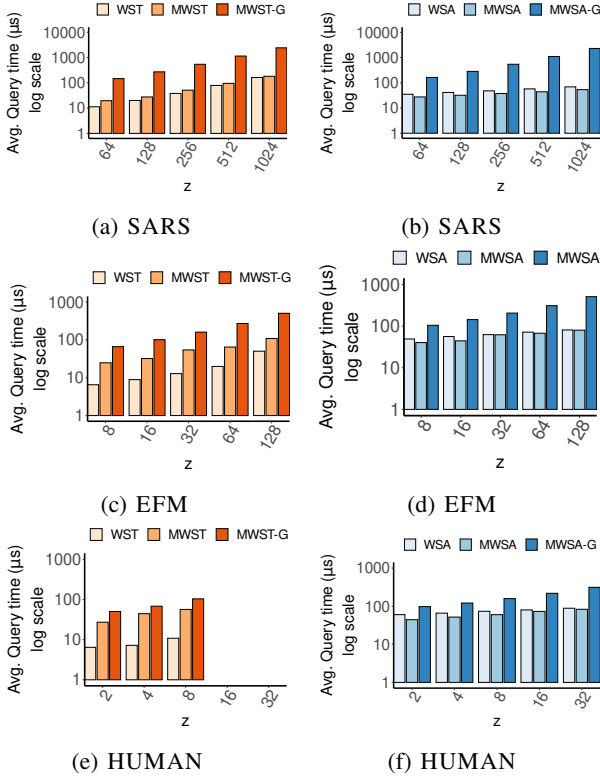 WST MWST MWST-G
Avg. Query time (µs)
log scale
10000
1000
100
10
1
64 128 256 512 1024
z
(a) SARS
WSA MWSA MWSA-G
Avg. Query time (µs)
log scale
10000
1000
100
10
1
64 128 256 512 1024
z
(b) SARS
WST MWST MWST-G
Avg. Query time (µs)
log scale
1000
100
10
1
8 16 32 64 128
z
(c) EFM
WSA MWSA MWSA
Avg. Query time (µs)
log scale
1000
100
10
1
8 16 32 64 128
z
(d) EFM
WST MWST MWST-G
Avg. Query time (µs)
log scale
1000
100
10
1
2 4 8 16 32
z
(e) HUMAN
WSA MWSA MWSA-G
Avg. Query time (µs)
log scale
1000
100
10
1
2 4 8 16 32
z
(f) HUMAN